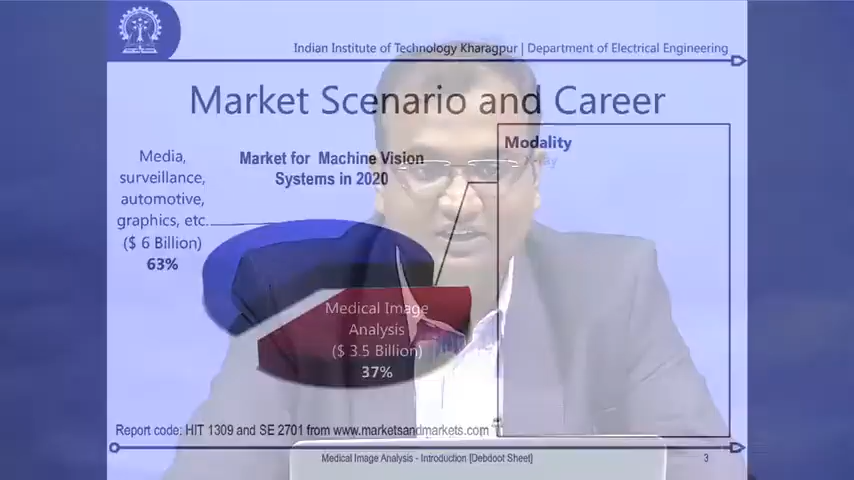 Indian Institute of Technology Kharagpur | Department of Electrical Engineering
Market Scenario and Career
Media,
surveillance,
automotive,
graphics, etc.
($ 6 Billion)
63%
Market for Machine Vision
Systems in 2020
Modality
X-ray
Medical Image
Analysis
($ 3.5 Billion)
37%
Report code: HIT 1309 and SE 2701 from www.marketsandmarkets.com
Medical Image Analysis - Introduction [Debdoot Sheet]
3